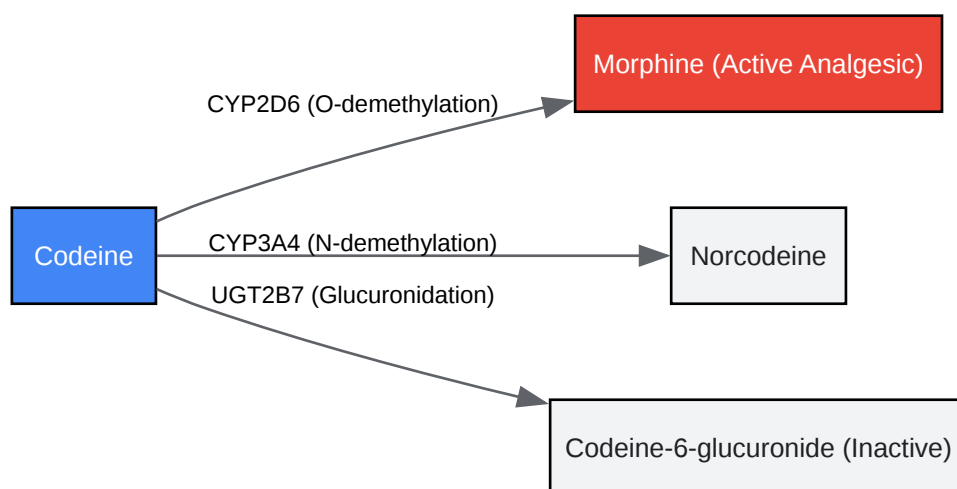 Morphine (Active Analgesic)
CYP2D6 (O-demethylation)
Codeine
CYP3A4 (N-demethylation)
Norcodeine
UGT2B7 (Glucuronidation)
Codeine-6-glucuronide (Inactive)